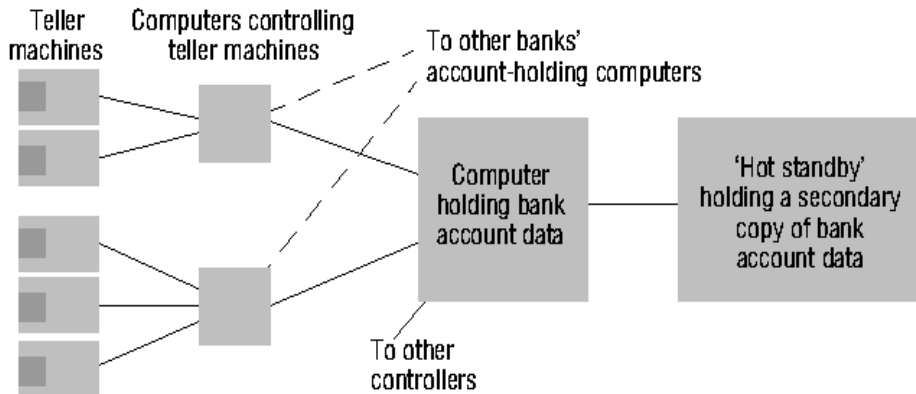 Teller
machines
Computers controlling
teller machines
To other banks’
account-holding computers
Computer
holding bank
account data
‘Hot standby’
holding a secondary
copy of bank
account data
To other
controllers